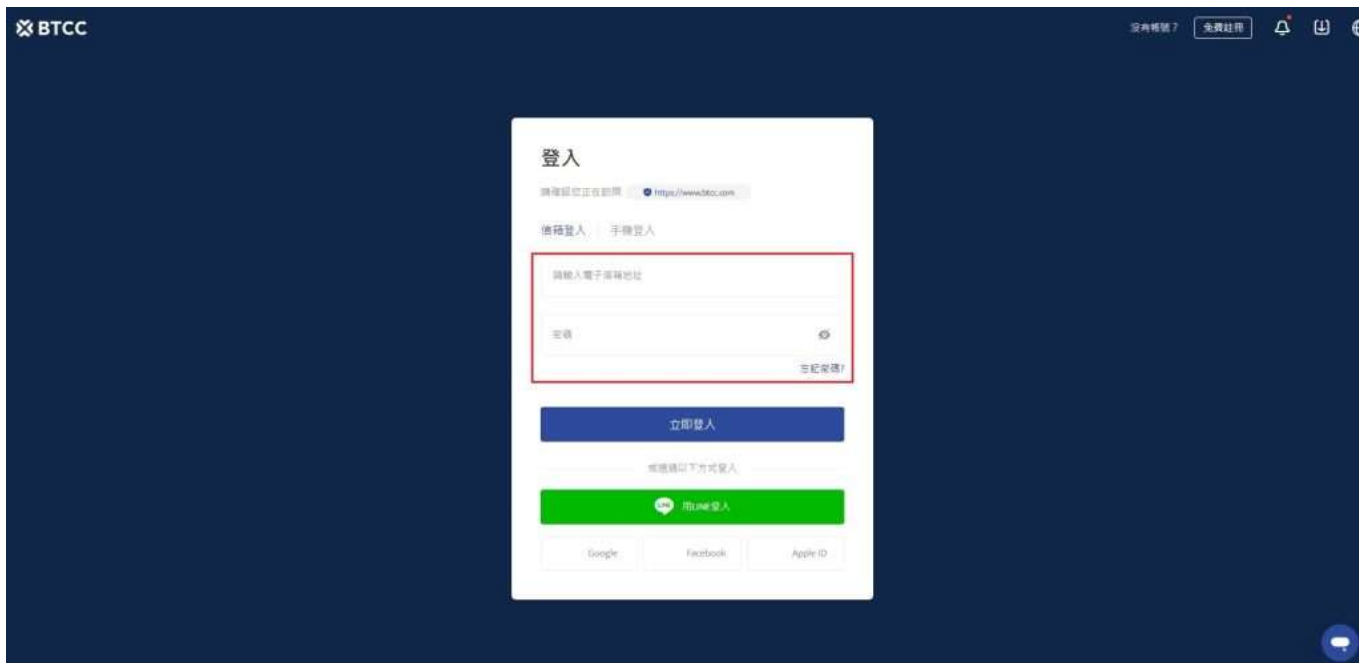 BTCC
沒有帳號？ 免費註冊
登入
請確認您正在訪問 https://www.btcc.com
信箱登入 手機登入
請輸入電子信箱地址
密碼
忘記密碼?
立即登入
或透過以下方式登入
LINE 用LINE登入
Google Facebook Apple ID